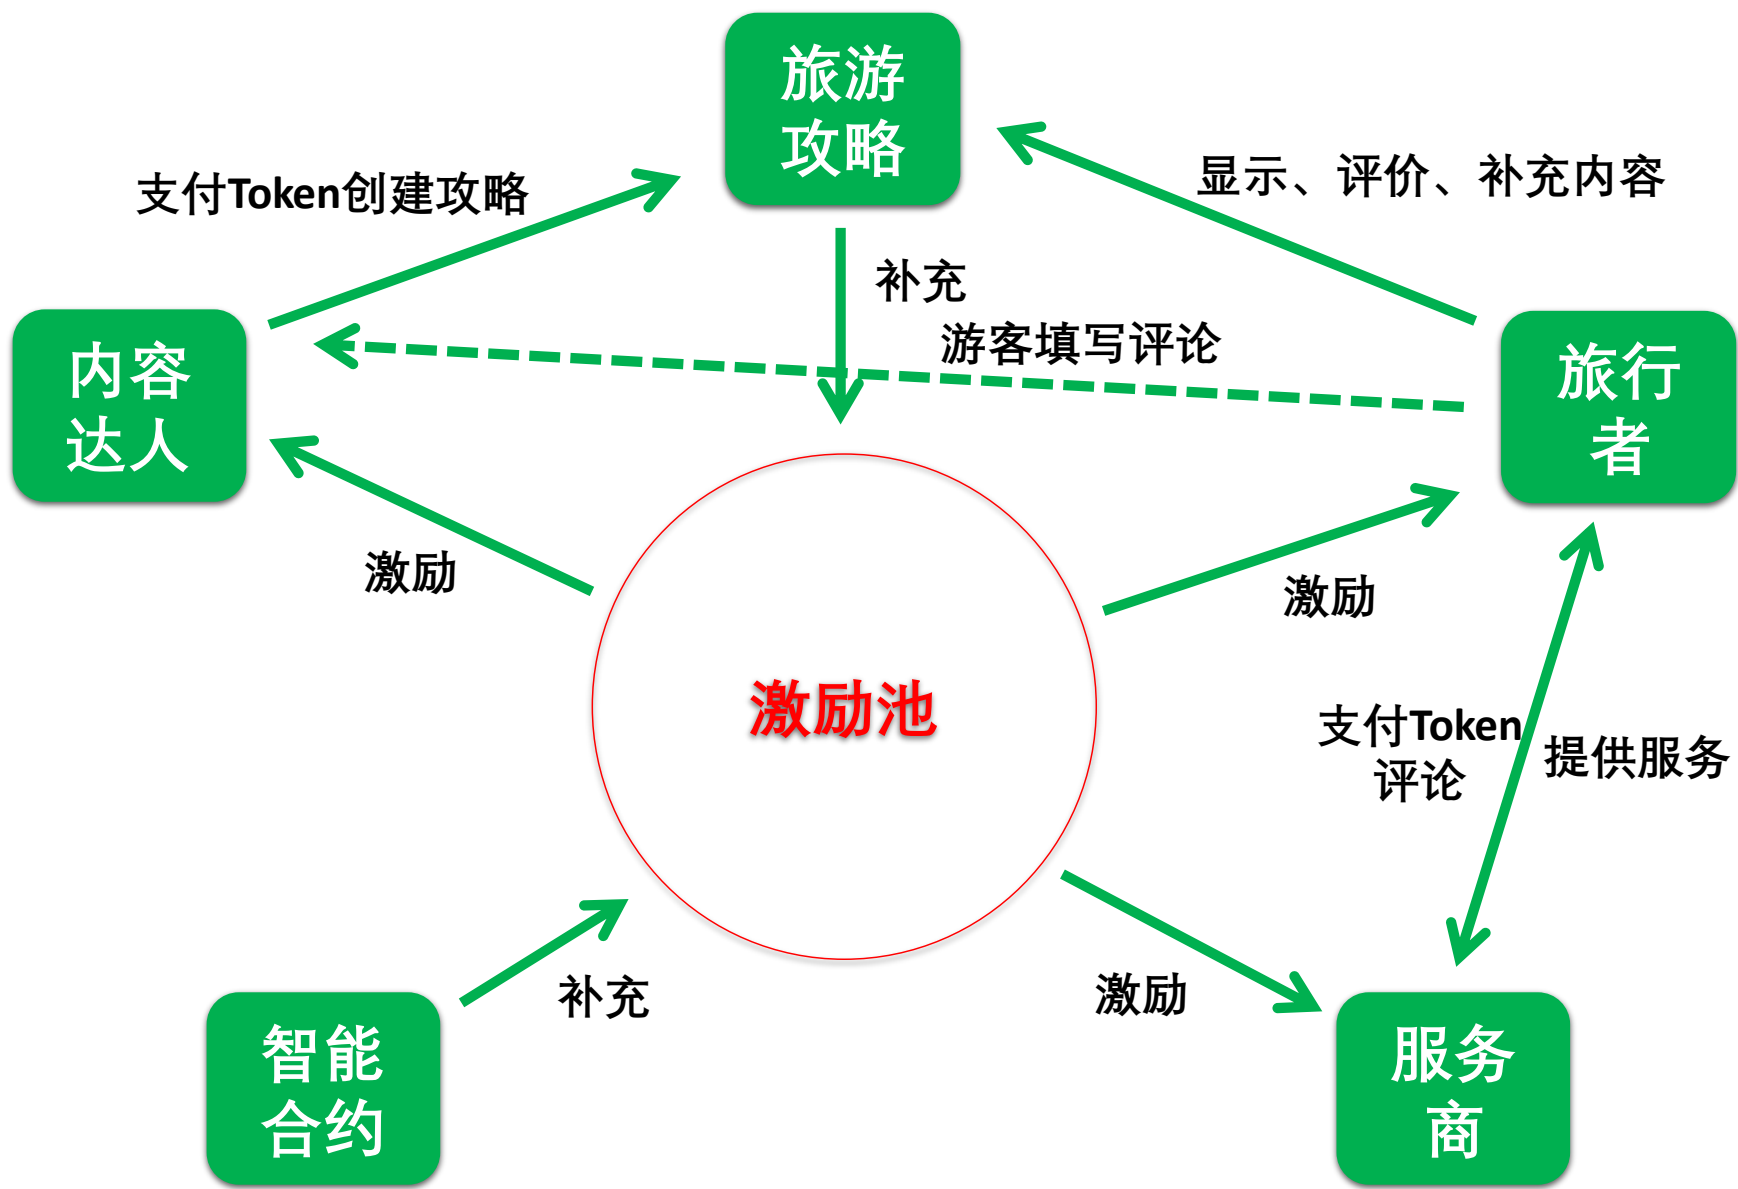 旅游
攻略
支付Token创建攻略
显示、评价、补充内容
补充
游客填写评论
内容
达人
旅行
者
激励
激励
激励池
支付Token
评论
提供服务
补充
激励
智能
合约
服务
商